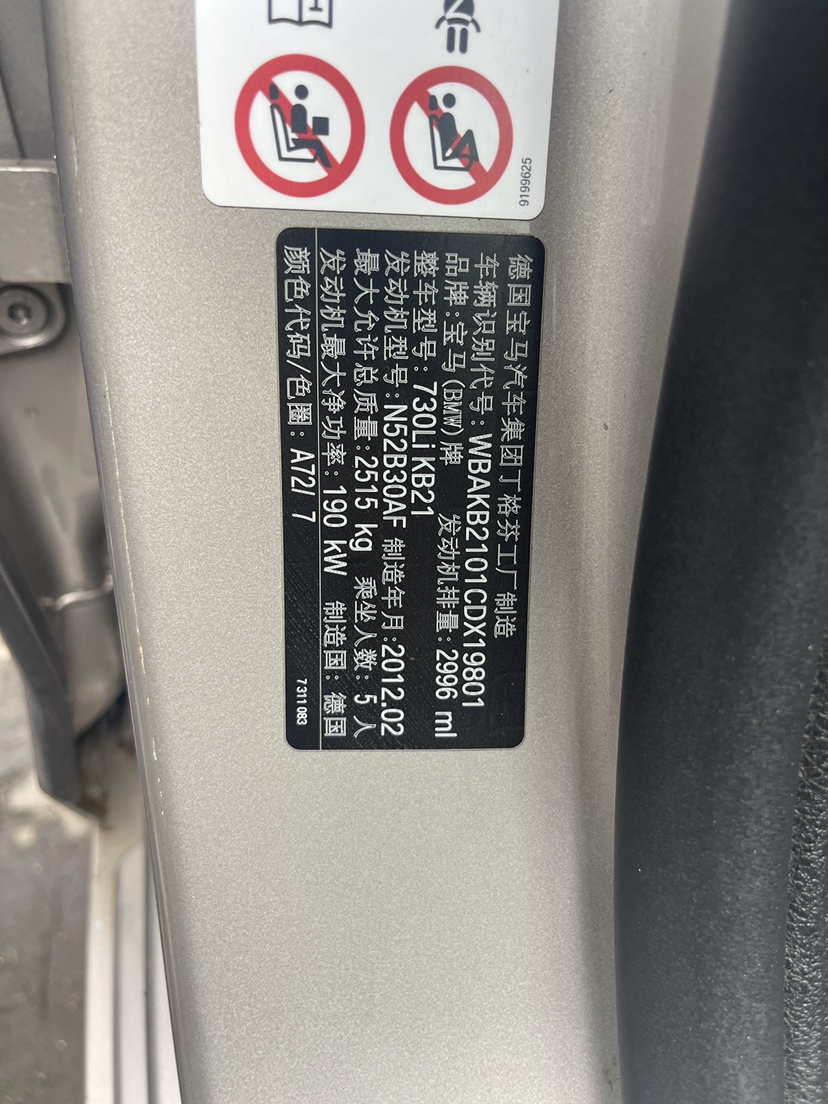 9199625
德国宝马汽车集团丁格芬工厂制造
车辆识别代号:WBAKB2101CDX19801
品牌:宝马(BMW)牌 发动机排量:2996 ml
整车型号:730Li KB21
发动机型号:N52B30AF 制造年月:2012.02
最大允许总质量:2515 kg 乘坐人数:5人
发动机最大净功率:190 kW 制造国:德国
颜色代码/色圈: A72/ 7
7311 083